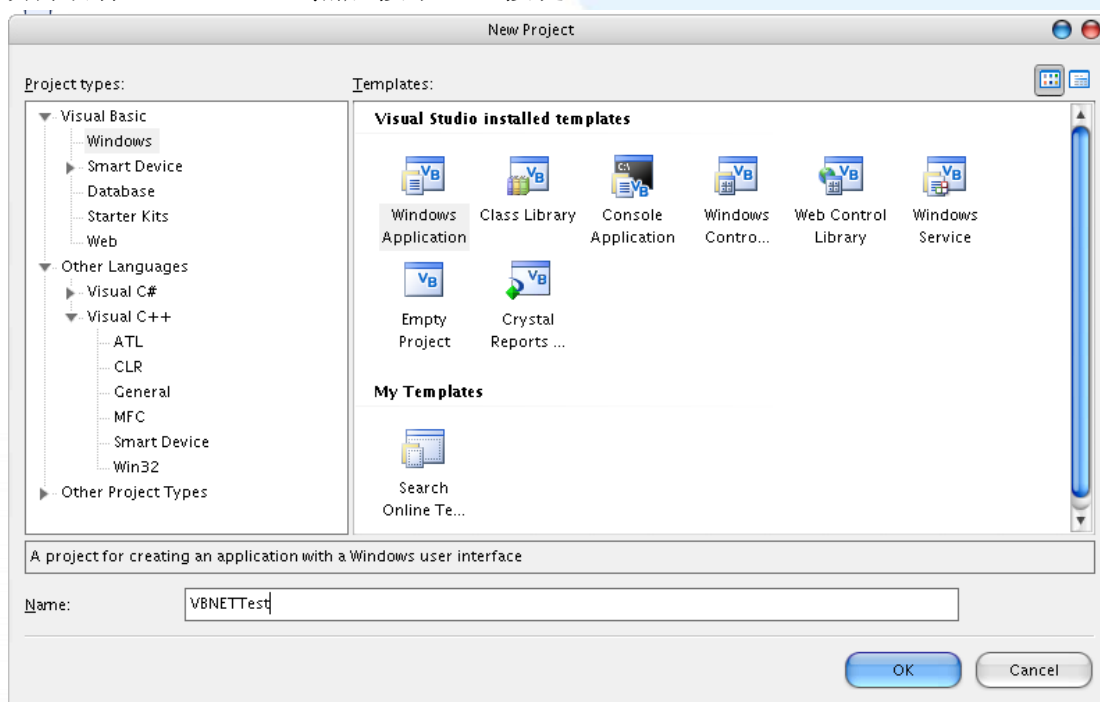 New Project
Project types:
Templates:
Visual Basic
Windows
Smart Device
Database
Starter Kits
Web
Other Languages
Visual C#
Visual C++
ATL
CLR
General
MFC
Smart Device
Win32
Other Project Types
Visual Studio installed templates
Windows
Application
Class Library
Console
Application
Windows
Contro...
Web Control
Library
Windows
Service
Empty
Project
Crystal
Reports ...
My Templates
Search
Online Te...
A project for creating an application with a Windows user interface
Name:
VBNETTest
OK
Cancel